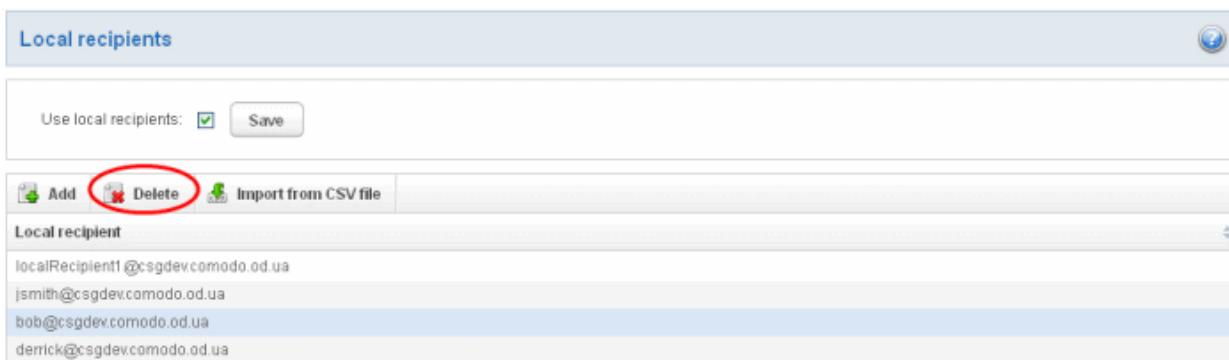 Local recipients
Use local recipients: Save
Add Delete Import from CSV file
Local recipient
localRecipient1@csgdev.comodo.od.ua
jsmith@csgdev.comodo.od.ua
bob@csgdev.comodo.od.ua
derrick@csgdev.comodo.od.ua